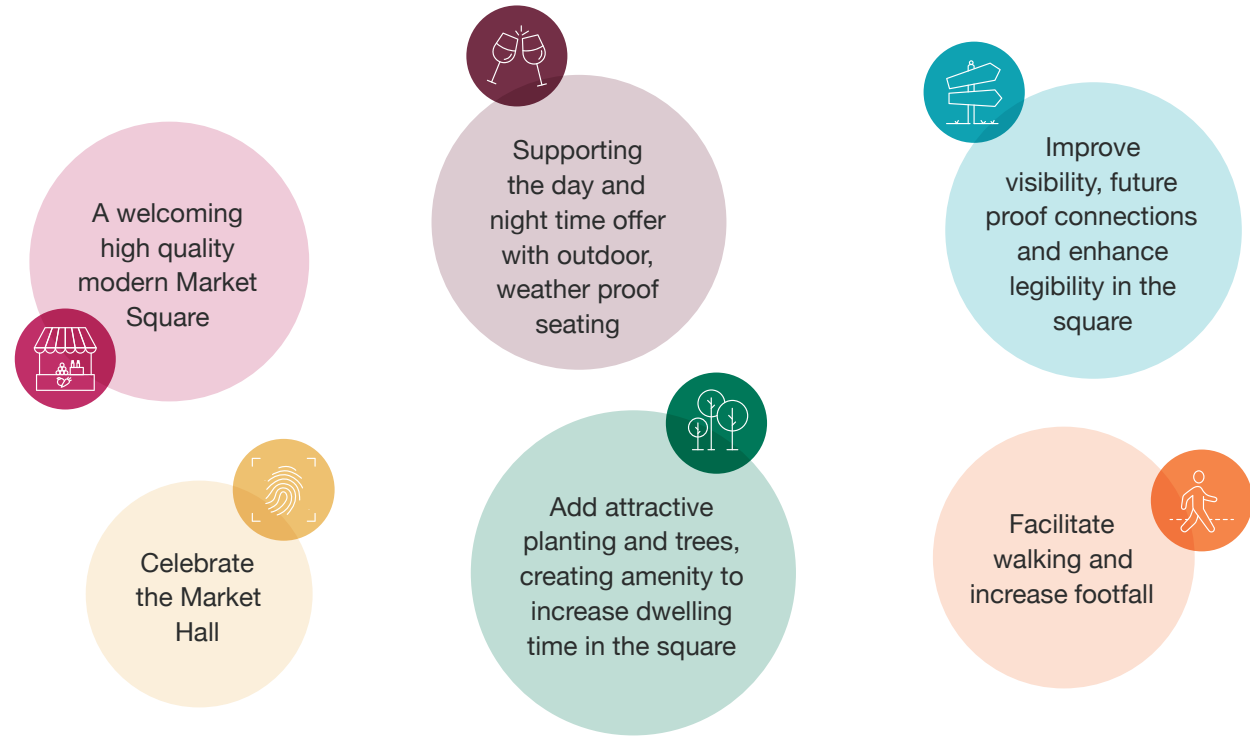 A welcoming
high quality
modern Market
Square
Supporting
the day and
night time offer
with outdoor,
weather proof
seating
Improve
visibility, future
proof connections
and enhance
legibility in the
square
Celebrate
the Market
Hall
Add attractive
planting and trees,
creating amenity to
increase dwelling
time in the square
Facilitate
walking and
increase footfall